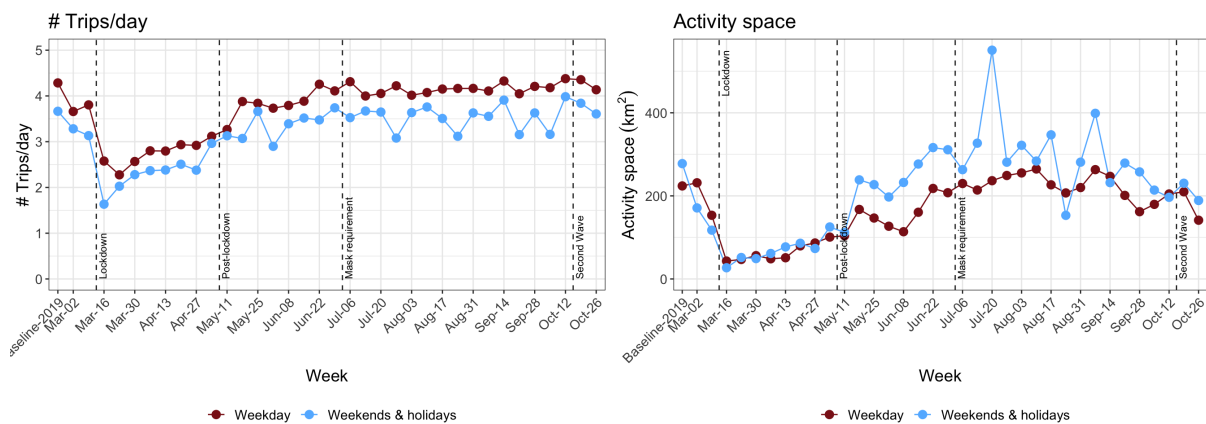 # Trips/day
# Trips/day
5
4
3
2
1
0
Lockdown
Post-lockdown
Mask requirement
Second Wave
aseline-2019
Mar-02
Mar-16
Mar-30
Apr-13
Apr-27
May-11
May-25
Jun-08
Jun-22
Jul-06
Jul-20
Aug-03
Aug-17
Aug-31
Sep-14
Sep-28
Oct-12
Oct-26
Week
Weekday
Weekends & holidays
Activity space
Activity space (km²)
400
200
0
Lockdown
Post-lockdown
Mask requirement
Second Wave
Baseline-2019
Mar-02
Mar-16
Mar-30
Apr-13
Apr-27
May-11
May-25
Jun-08
Jun-22
Jul-06
Jul-20
Aug-03
Aug-17
Aug-31
Sep-14
Sep-28
Oct-12
Oct-26
Week
Weekday
Weekends & holidays